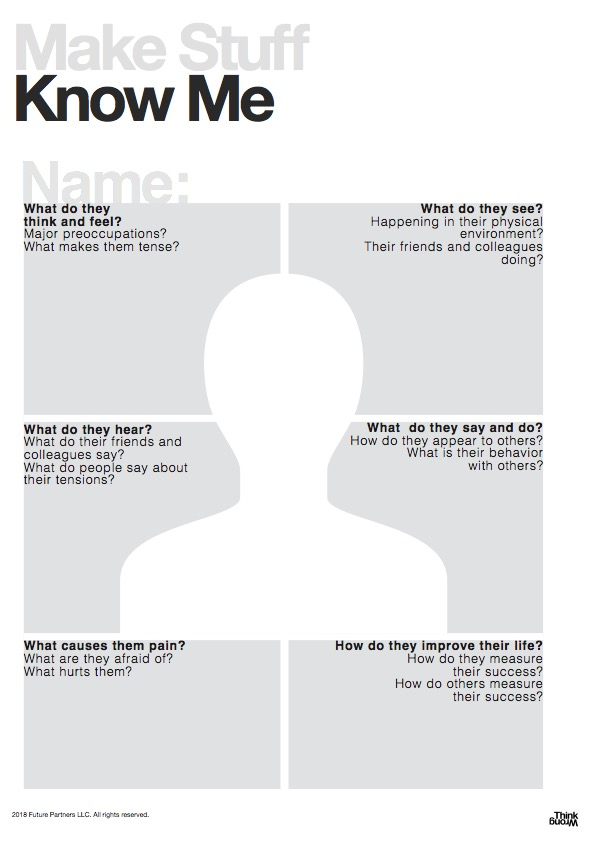 Make Stuff
Know Me
Name:
What do they
think and feel?
Major preoccupations?
What makes them tense?
What do they see?
Happening in their physical
environment?
Their friends and colleagues
doing?
What do they hear?
What do their friends and
colleagues say?
What do people say about
their tensions?
What  do they say and do?
How do they appear to others?
What is their behavior
with others?
What causes them pain?
What are they afraid of?
What hurts them?
How do they improve their life?
How do they measure
their success?
How do others measure
their success?
2018 Future Partners LLC. All rights reserved.
Think
Wrong